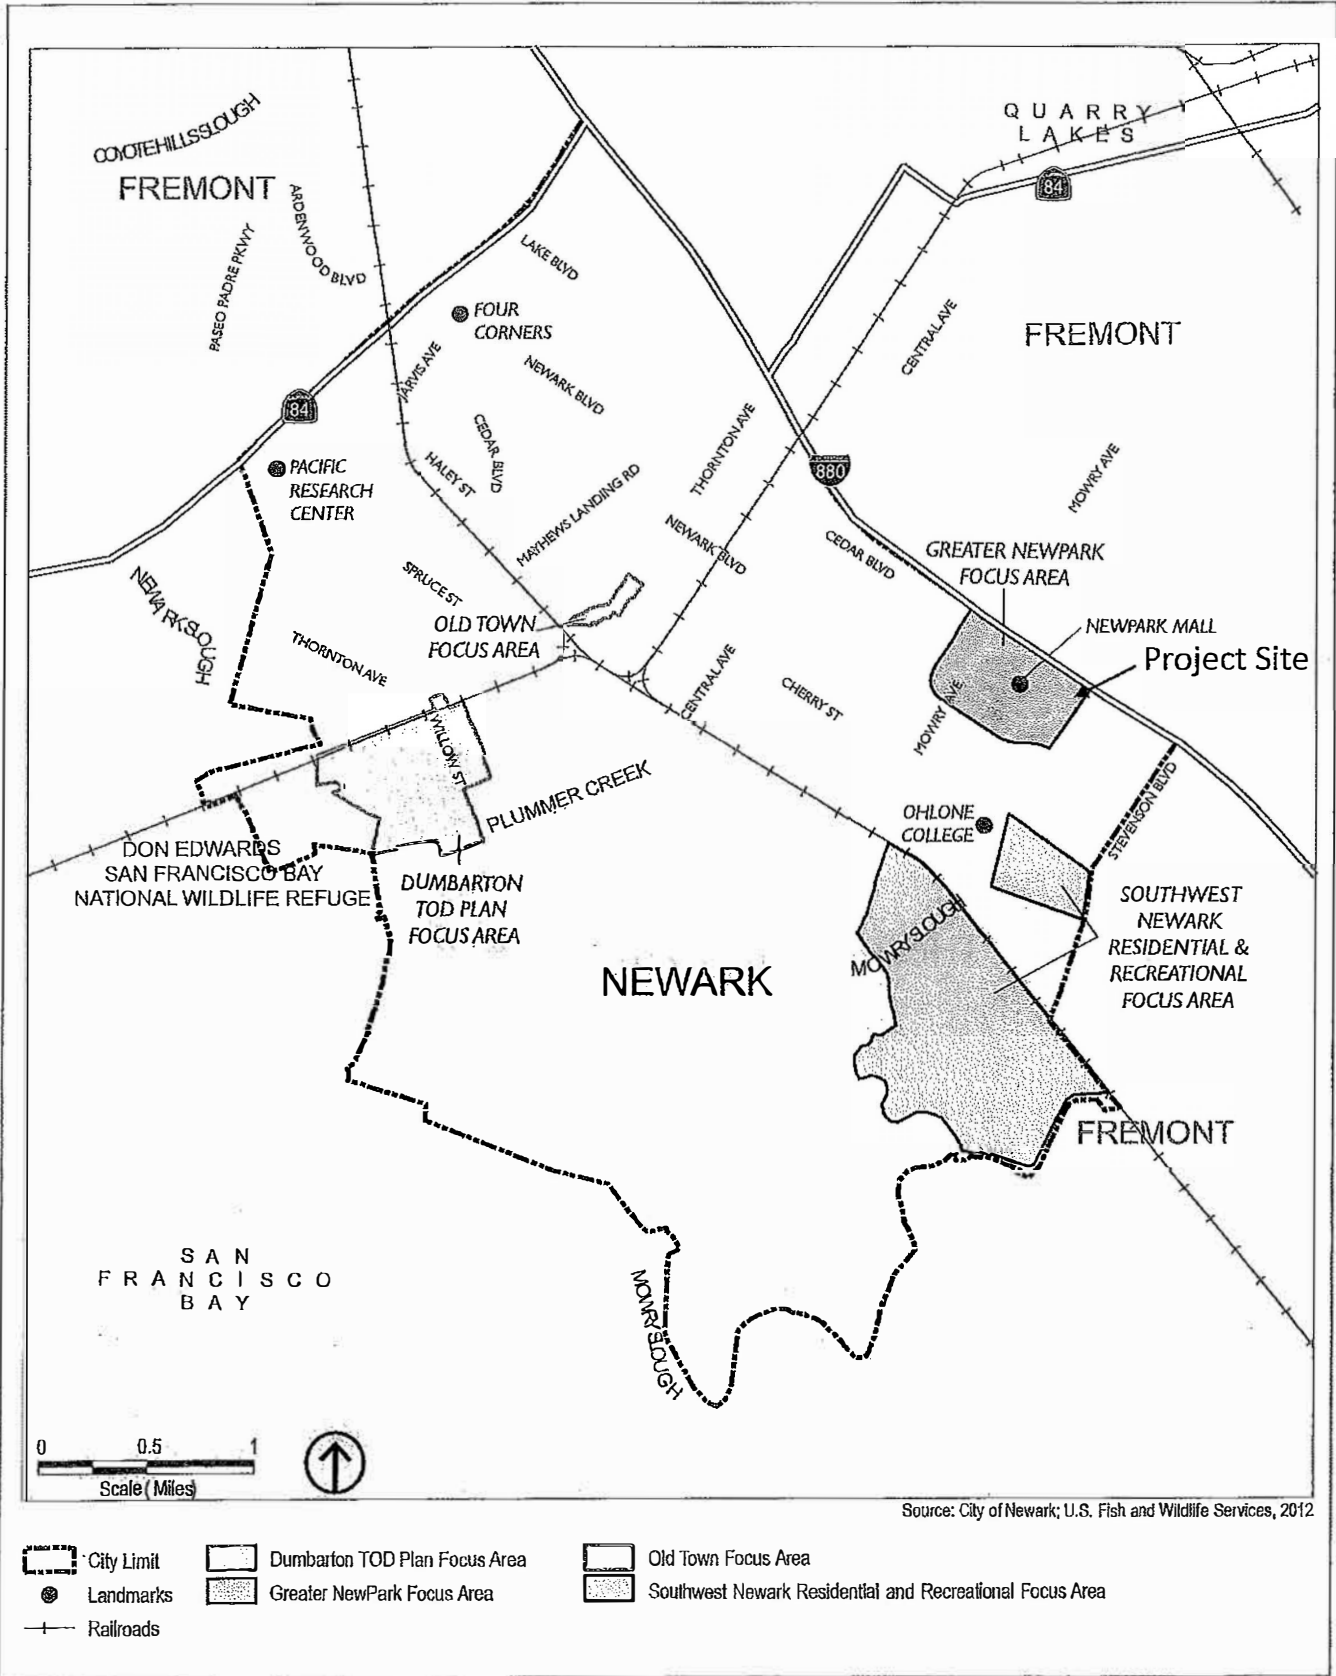 QUARRY
LAKES
COYOTE HILLS SLOUGH
FREMONT
84
ARDENWOOD BLVD
PASEO PADRE PKWY
LAKE BLVD
FOUR
CORNERS
CENTRAL AVE
FREMONT
JARVIS AVE
NEWARK BLVD
84
THORNTON AVE
CEDAR BLVD
HALEY ST
PACIFIC
RESEARCH
CENTER
880
MOWRY AVE
MAYHEWS LANDING RD
NEWARK BLVD
CEDAR BLVD
GREATER NEWPARK
FOCUS AREA
NEWARK SLOUGH
SPRUCE ST
OLD TOWN
FOCUS AREA
NEWPARK MALL
Project Site
THORNTON AVE
CENTRAL AVE
CHERRY ST
MOWRY AVE
WILLOW ST
PLUMMER CREEK
STEVENSON BLVD
OHLONE
COLLEGE
DON EDWARDS
SAN FRANCISCO BAY
NATIONAL WILDLIFE REFUGE
DUMBARTON
TOD PLAN
FOCUS AREA
SOUTHWEST
NEWARK
RESIDENTIAL &
RECREATIONAL
FOCUS AREA
MOWRY SLOUGH
NEWARK
FREMONT
SAN
FRANCISCO
BAY
MOWRY SLOUGH
0 0.5 1
Scale (Miles)
Source: City of Newark; U.S. Fish and Wildlife Services, 2012
City Limit
Dumbarton TOD Plan Focus Area
Old Town Focus Area
Landmarks
Greater NewPark Focus Area
Southwest Newark Residential and Recreational Focus Area
Railroads